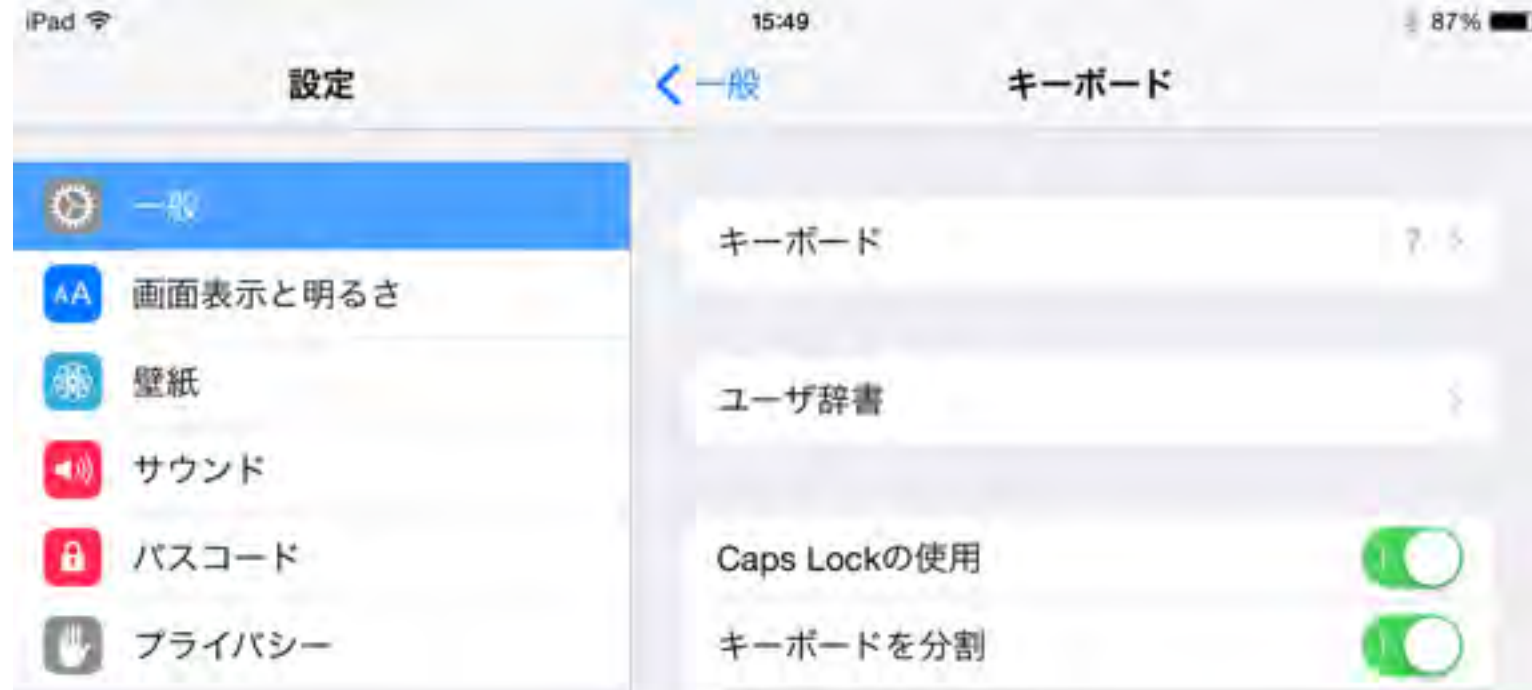 iPad 15:49 87%
設定
一般
画面表示と明るさ
壁紙
サウンド
パスコード
プライバシー
一般 キーボード
キーボード 7
ユーザ辞書
Caps Lockの使用
キーボードを分割